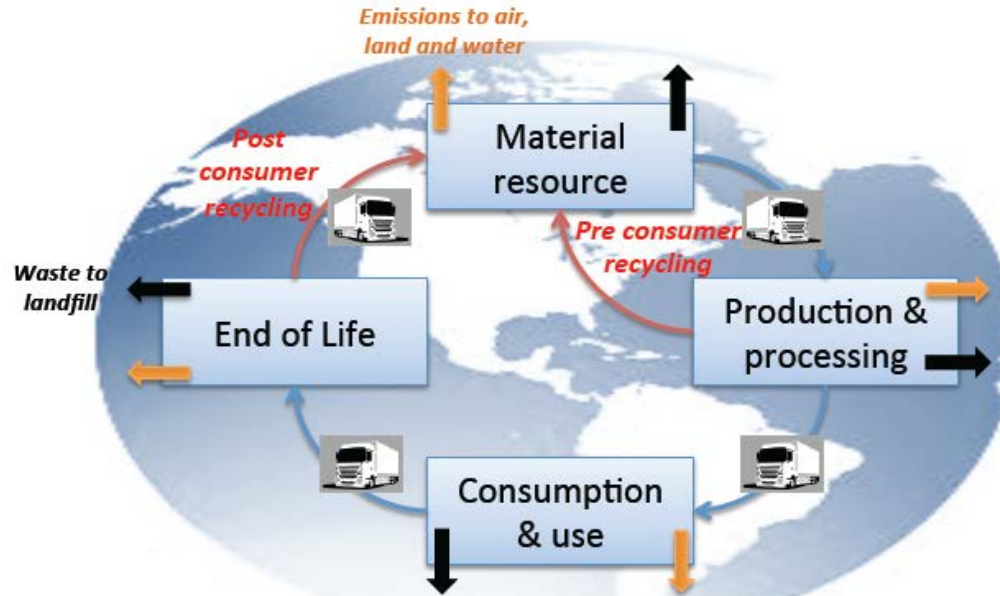 Emissions to air,
land and water
Material
resource
Post
consumer
recycling
Pre consumer
recycling
Waste to
landfill
End of Life
Production &
processing
Consumption
& use